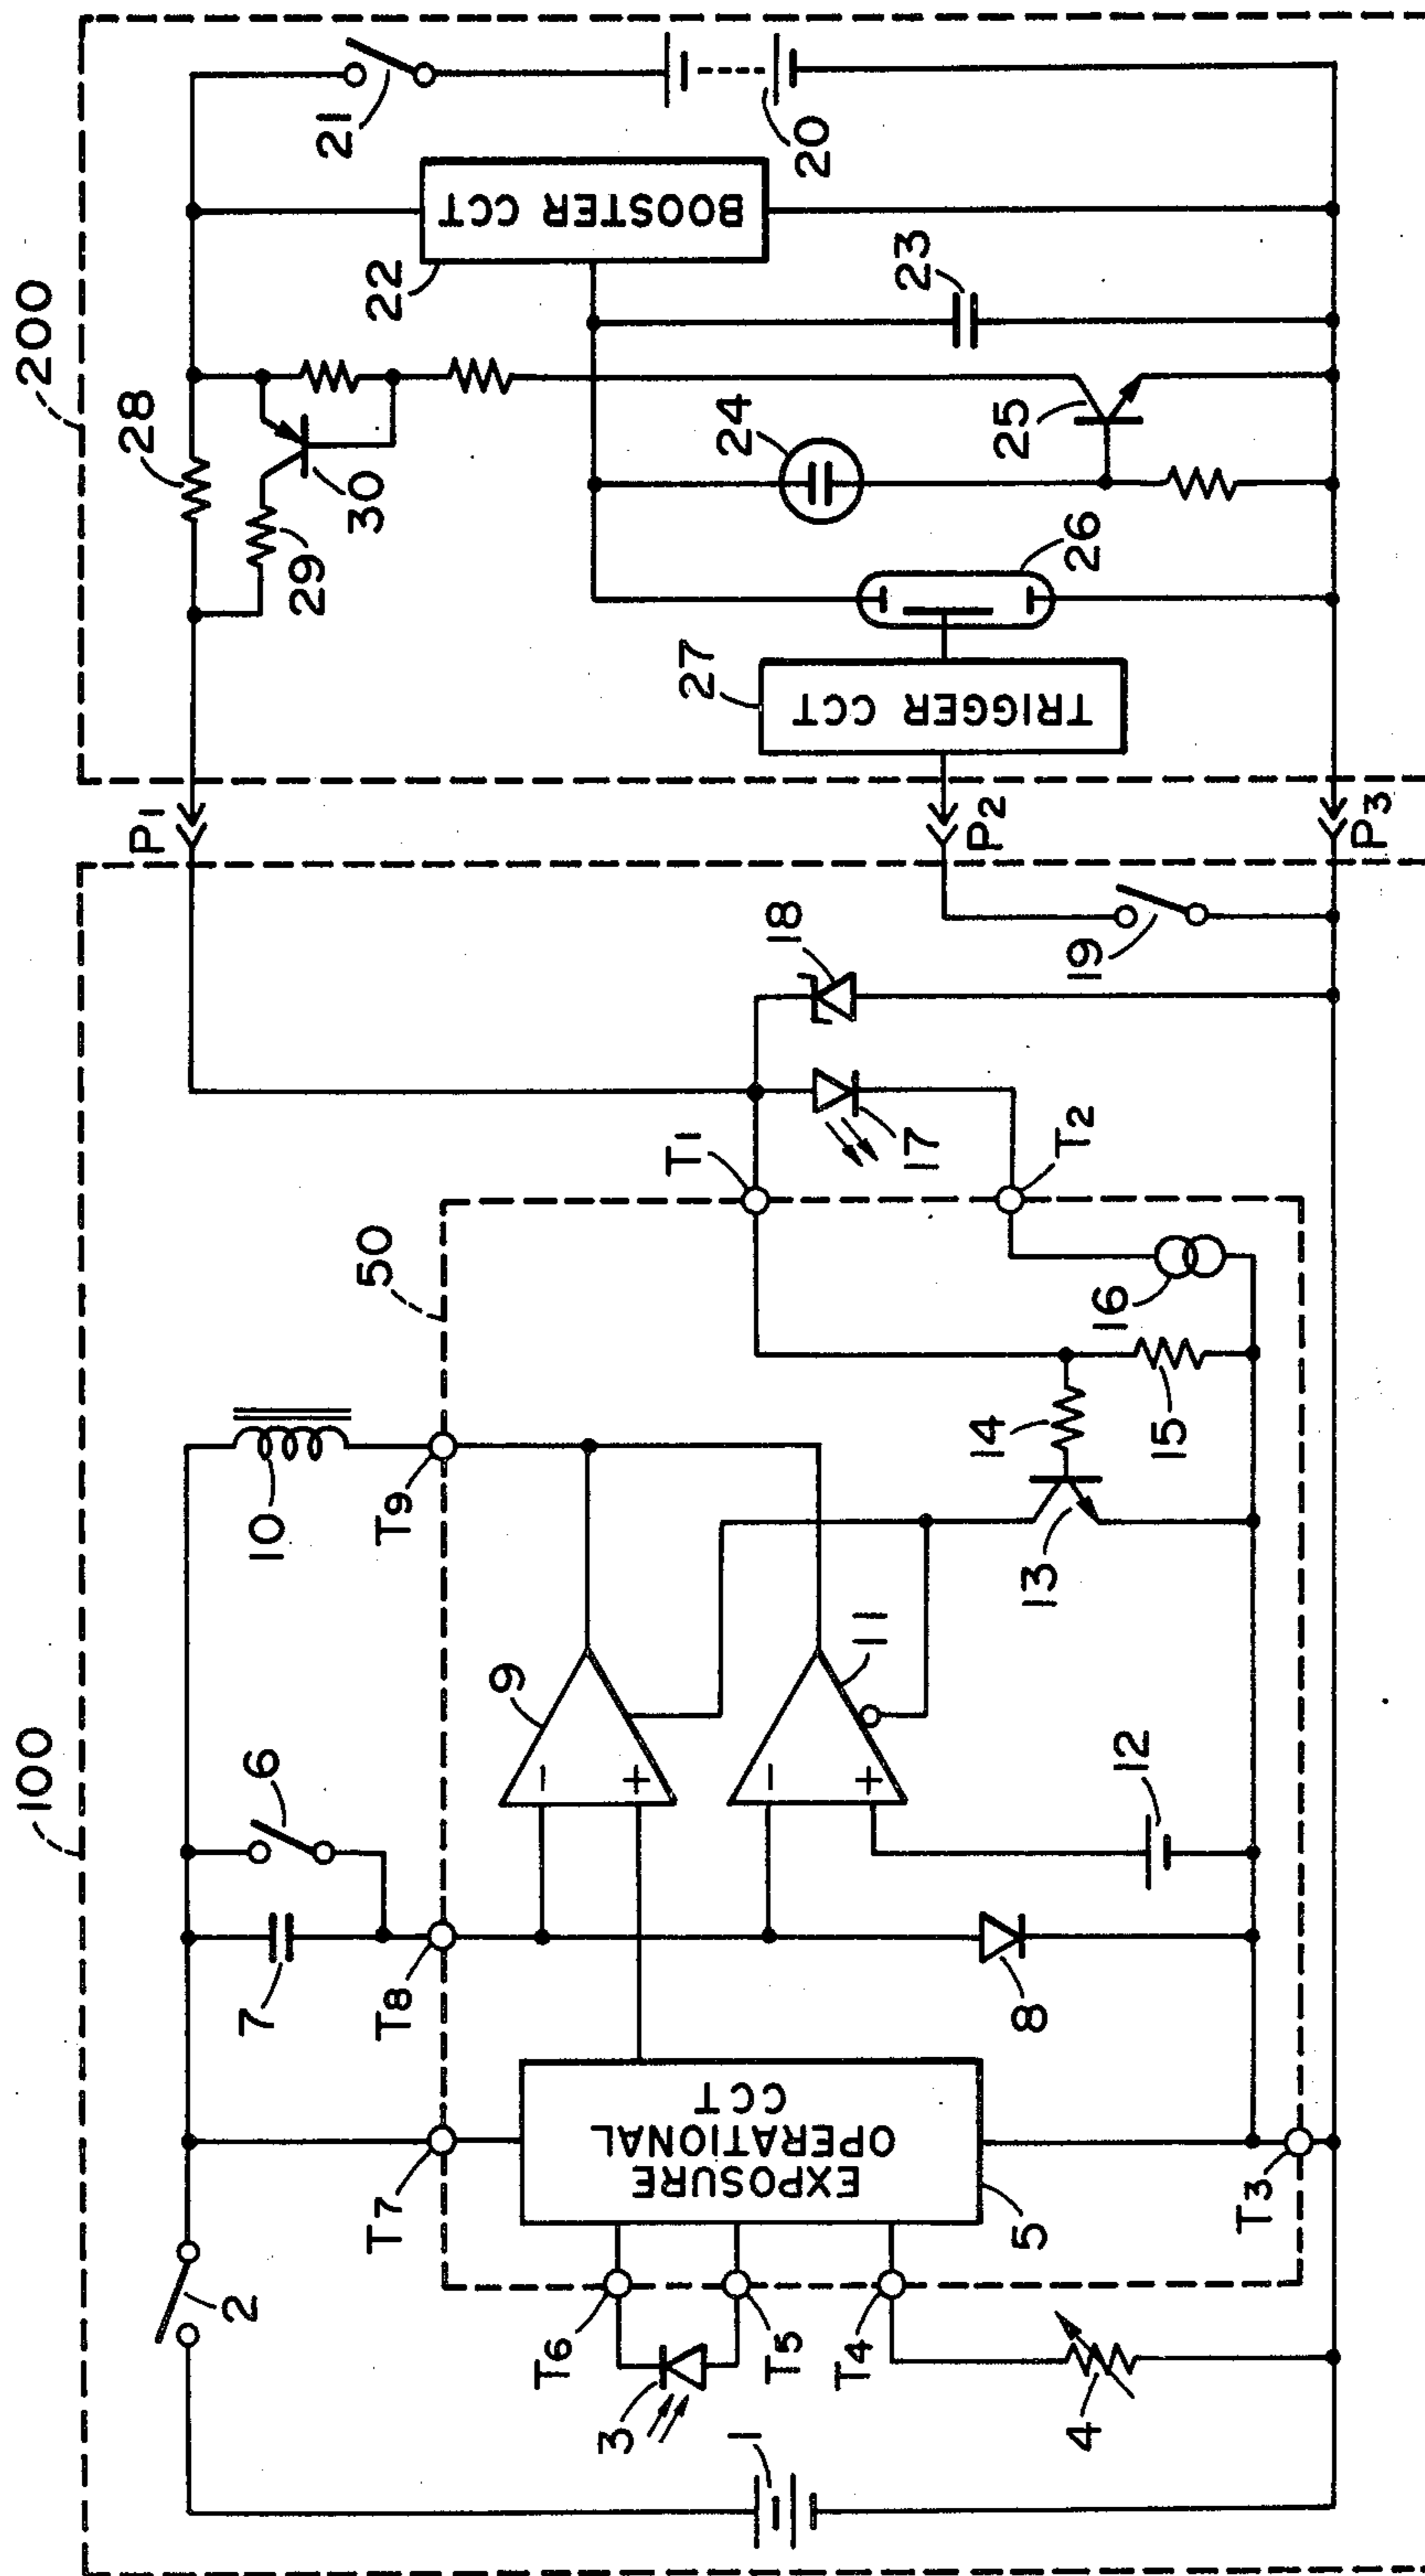 100
200
2
6
7
10
T7
T8
T9
50
P1
28
21
T6
3
T5
T4
4
1
EXPOSURE
OPERATIONAL
CCT
5
T3
9
-
+
11
-
+
12
8
13
14
15
16
T1
T2
17
18
19
P2
P3
29
30
22
BOOSTER CCT
20
23
24
25
26
27
TRIGGER CCT